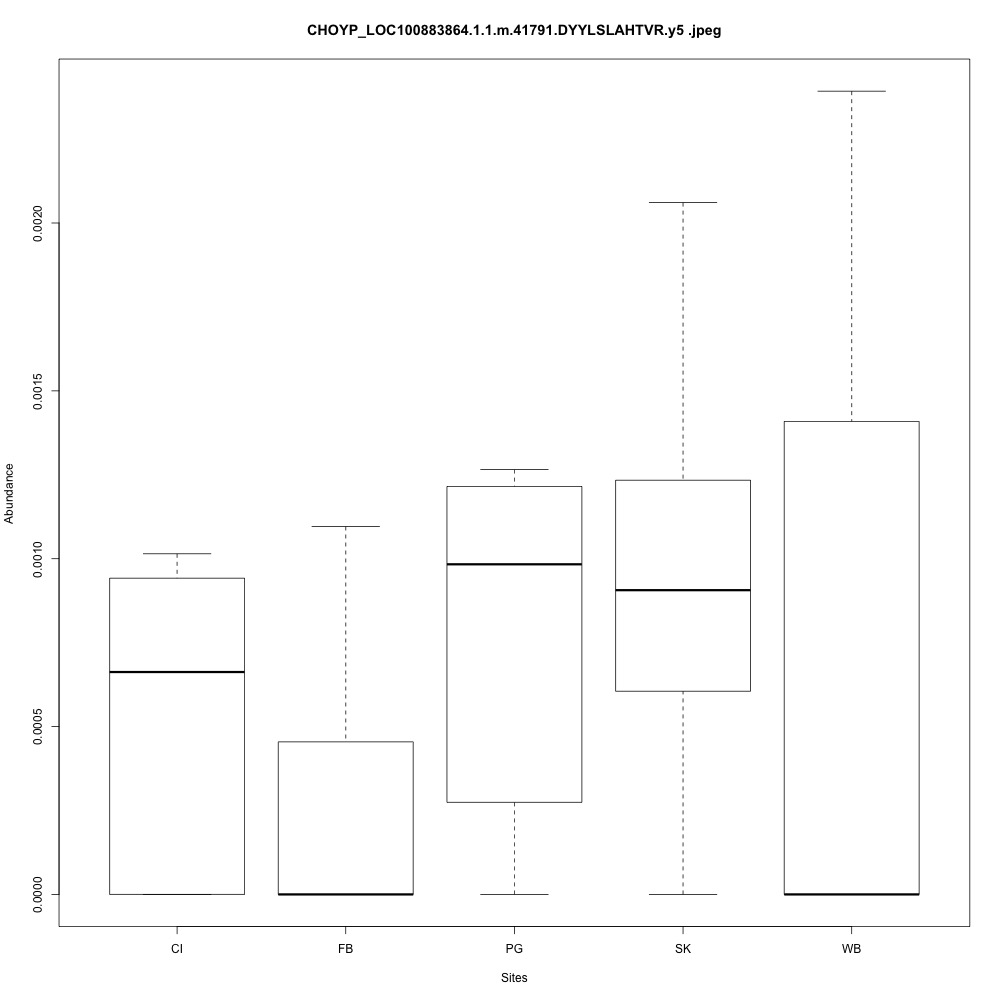 CHOYP_LOC100883864.1.1.m.41791.DYYLSLAHTVR.y5 .jpeg
Abundance
0.0020
0.0015
0.0010
0.0005
0.0000
CI FB PG SK WB
Sites